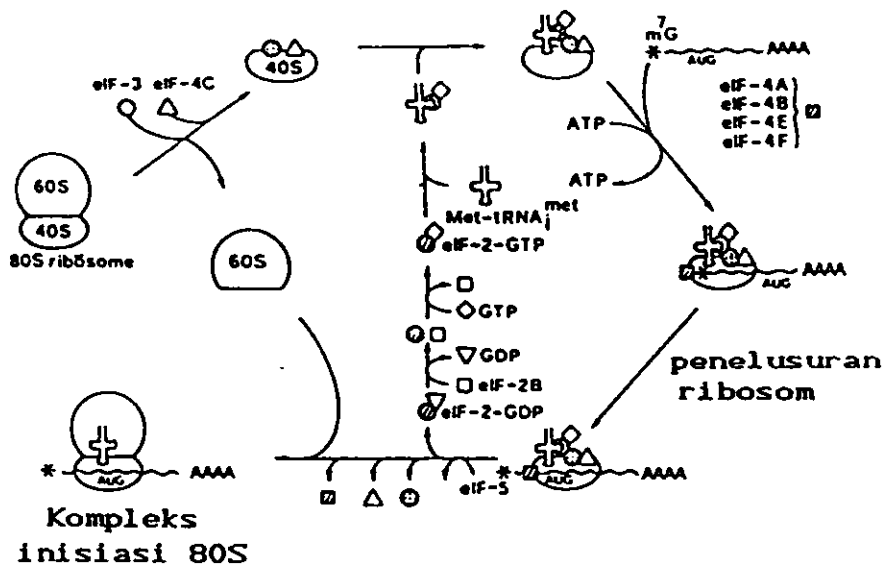 eIF-3 eIF-4C
40S
60S
40S
80S ribosome
60S
m7G
AUG
AAAA
eIF-4A
eIF-4B
eIF-4E
eIF-4F
ATP
ATP
Met-tRNAi met
eIF-2-GTP
GTP
GDP
eIF-2B
eIF-2-GDP
AUG
AAAA
penelusuran
ribosom
AUG
AAAA
eIF-5
AUG
AAAA
Kompleks
inisiasi 80S